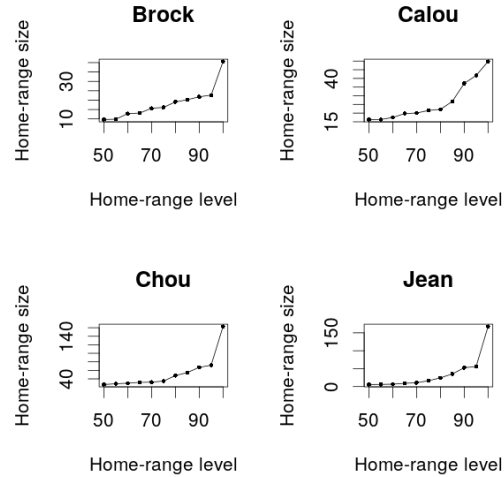 Brock
Home-range size
10 30
50 70 90
Home-range level
Calou
Home-range size
15 40
50 70 90
Home-range level
Chou
Home-range size
40 140
50 70 90
Home-range level
Jean
Home-range size
0 150
50 70 90
Home-range level